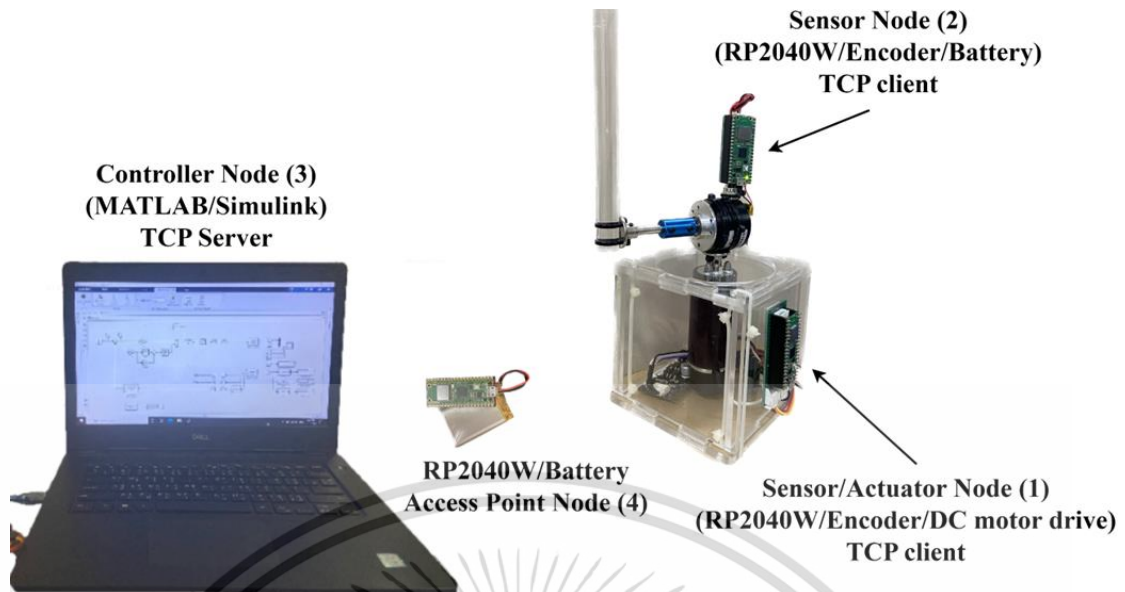 Sensor Node (2)
(RP2040W/Encoder/Battery)
TCP client
Controller Node (3)
(MATLAB/Simulink)
TCP Server
DELL
RP2040W/Battery
Access Point Node (4)
Sensor/Actuator Node (1)
(RP2040W/Encoder/DC motor drive)
TCP client